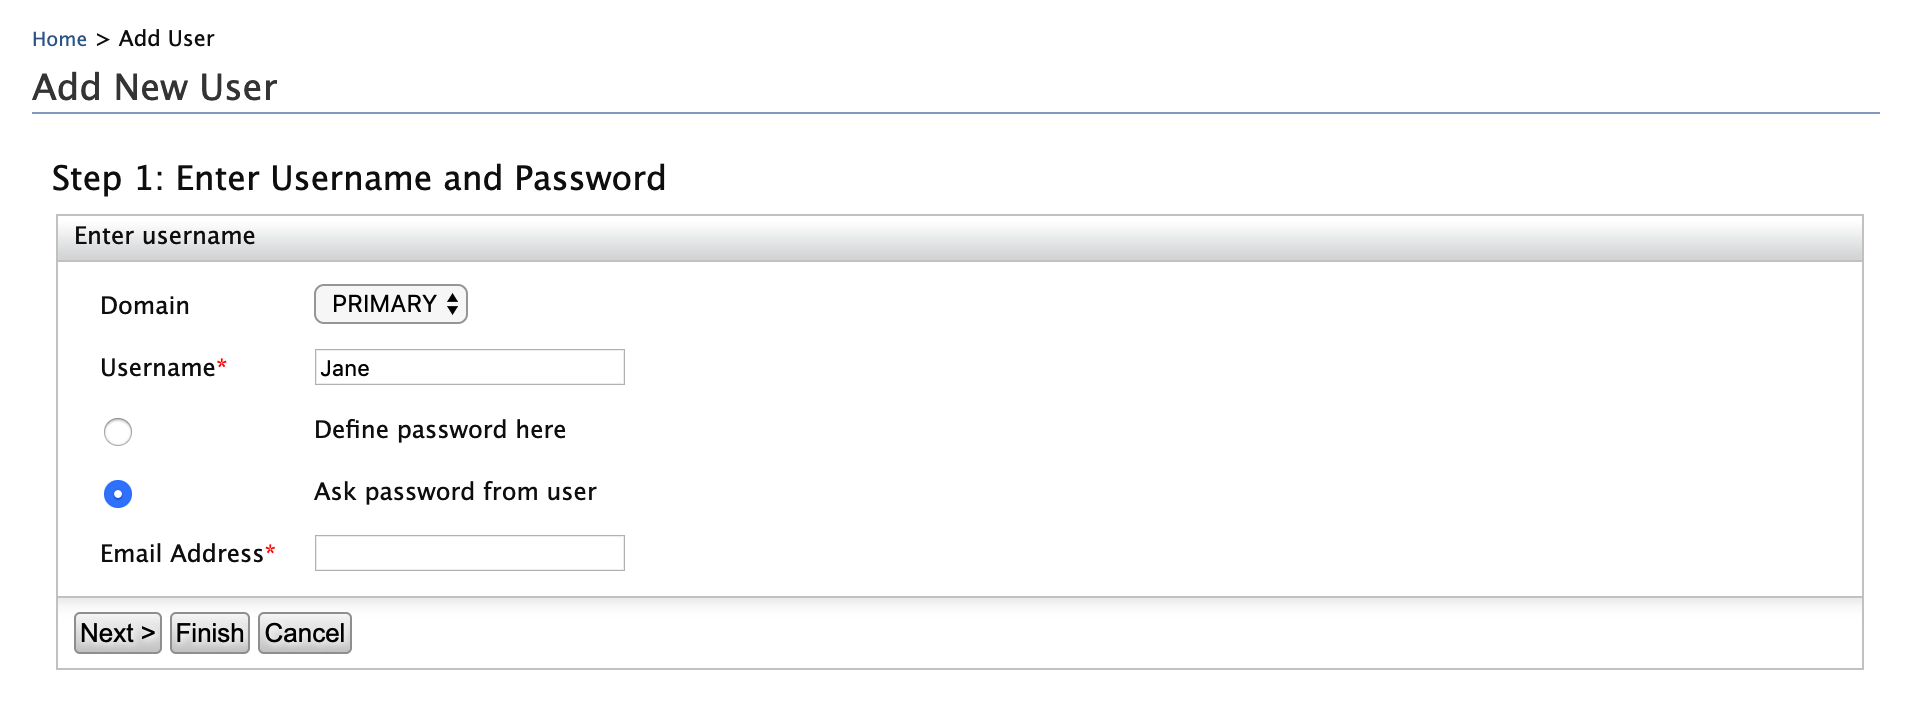 Home > Add User
Add New User
Step 1: Enter Username and Password
Enter username
Domain PRIMARY
Username* Jane
Define password here
Ask password from user
Email Address*
Next > Finish Cancel